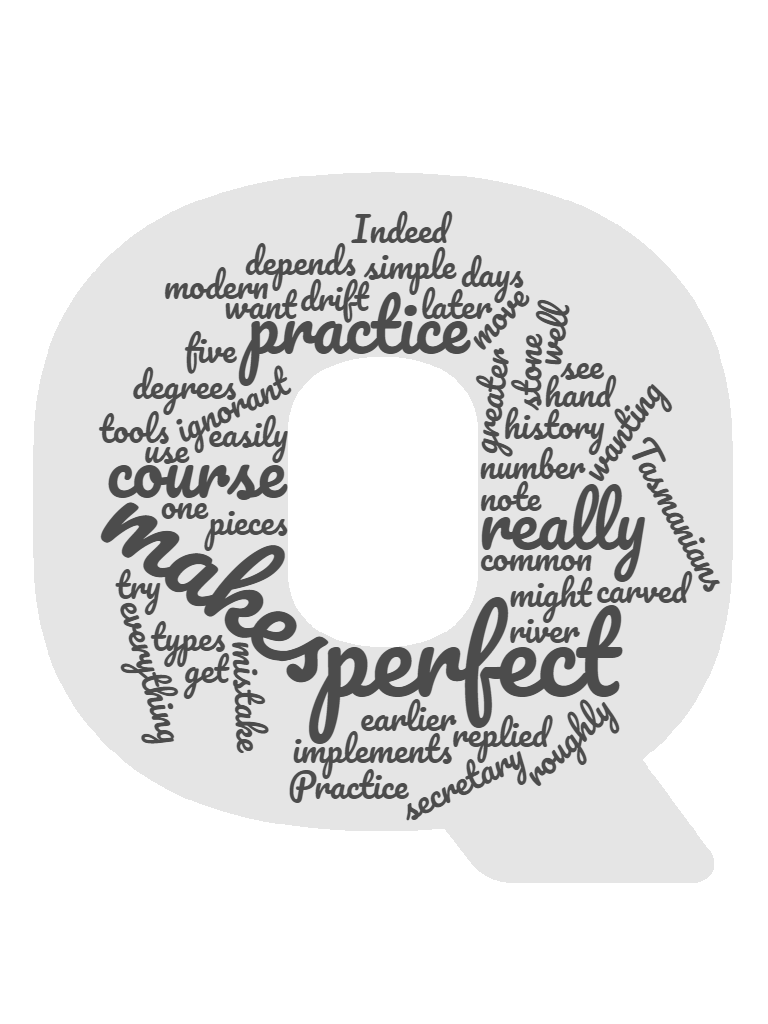 Indeed
depends simple days
modern want drift later move
practice
five
stone well
greater
see
degrees
hand
ignorant
wanting
tools easily
history
use
Tasmanians
course
number
one
note
pieces
really
makes
common
try
might carved
everything
types
river
get
mistake
perfect
earlier
replied
roughly
implements
secretary
Practice